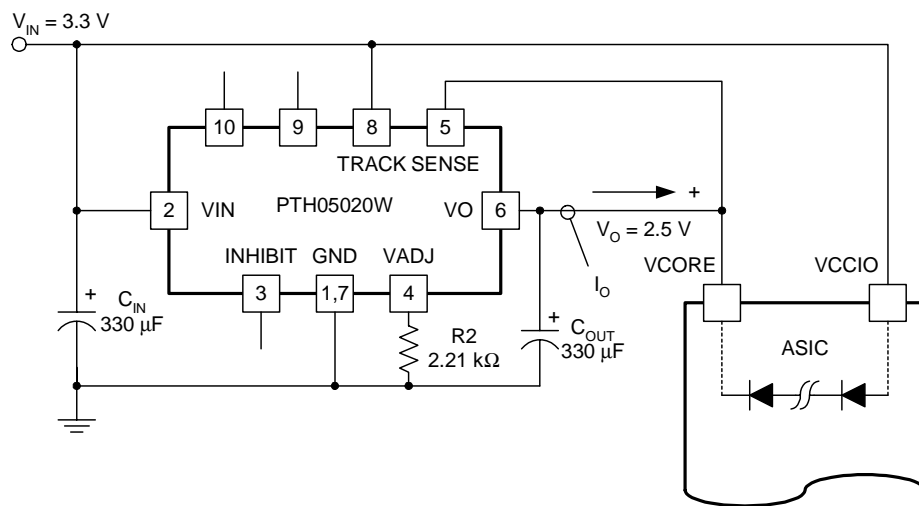 V_IN = 3.3 V
10
9
8
5
TRACK SENSE
2
VIN
PTH05020W
VO
6
+
V_O = 2.5 V
INHIBIT
GND
VADJ
VCORE
VCCIO
3
1,7
4
I_O
+
C_IN
330 μF
R2
2.21 kΩ
+
C_OUT
330 μF
ASIC